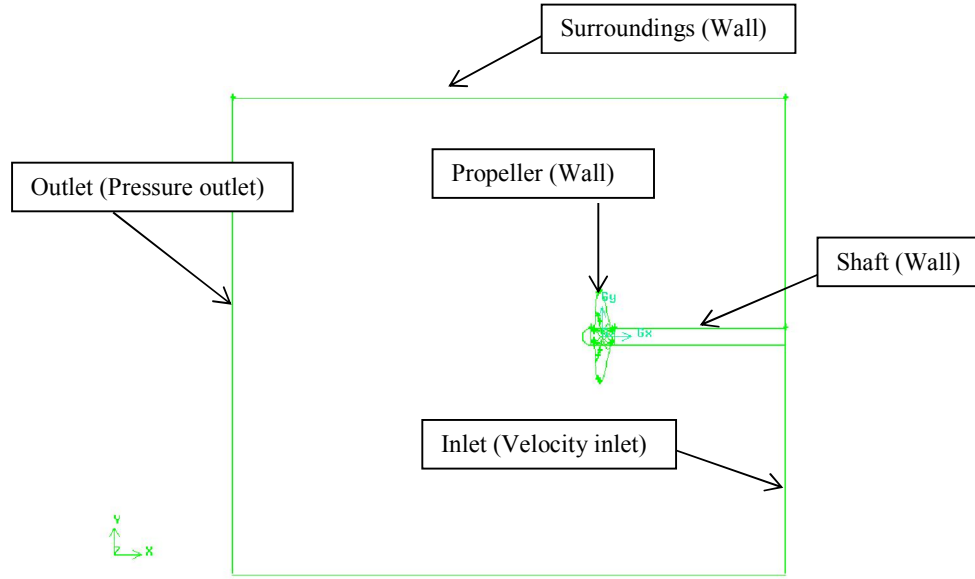 Surroundings (Wall)
Outlet (Pressure outlet)
Propeller (Wall)
Shaft (Wall)
Gy
Gx
Inlet (Velocity inlet)
Y
Z X